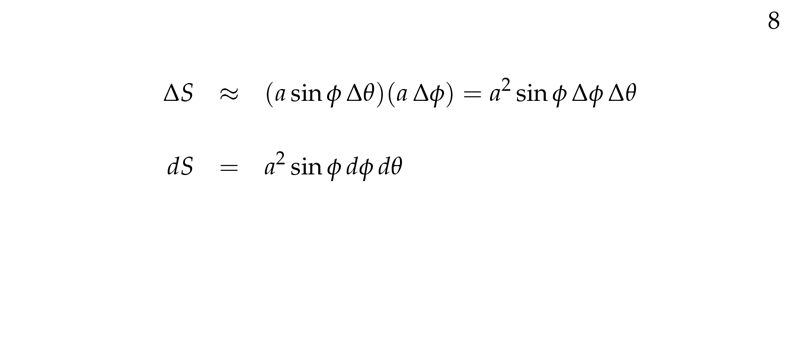 8
ΔS ≈ (a sin ϕ Δθ)(a Δϕ) = a² sin ϕ Δϕ Δθ
dS = a² sin ϕ dϕ dθ